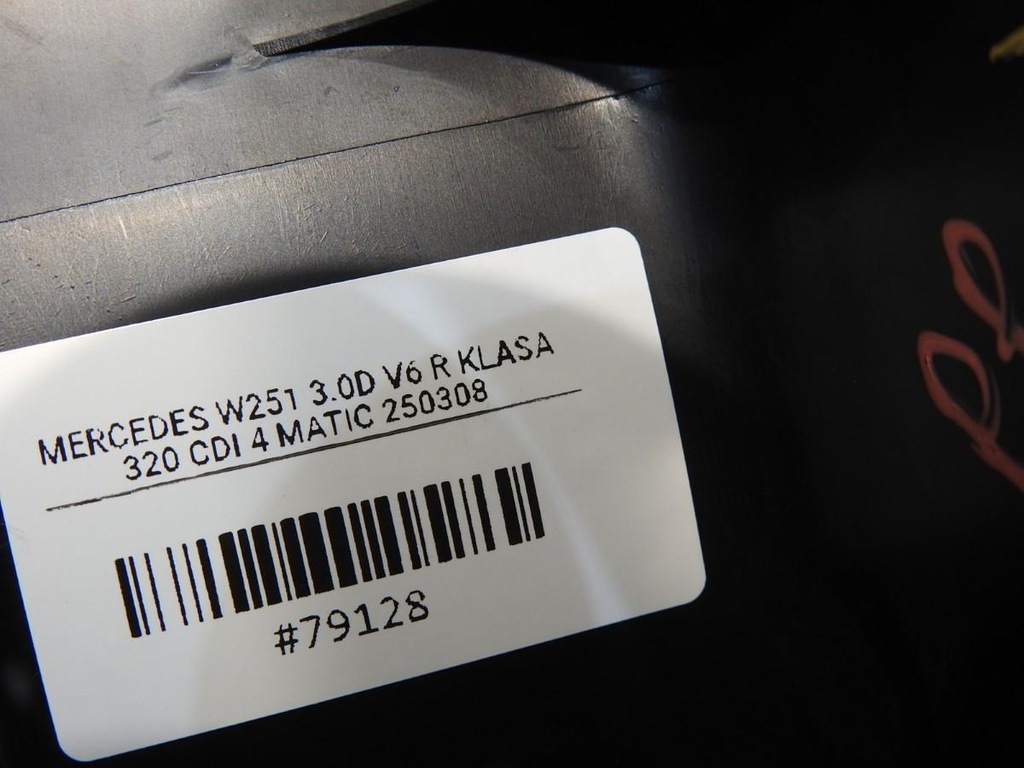 MERCEDES W251 3.0D V6 R KLASA
320 CDI 4 MATIC 250308
#79128